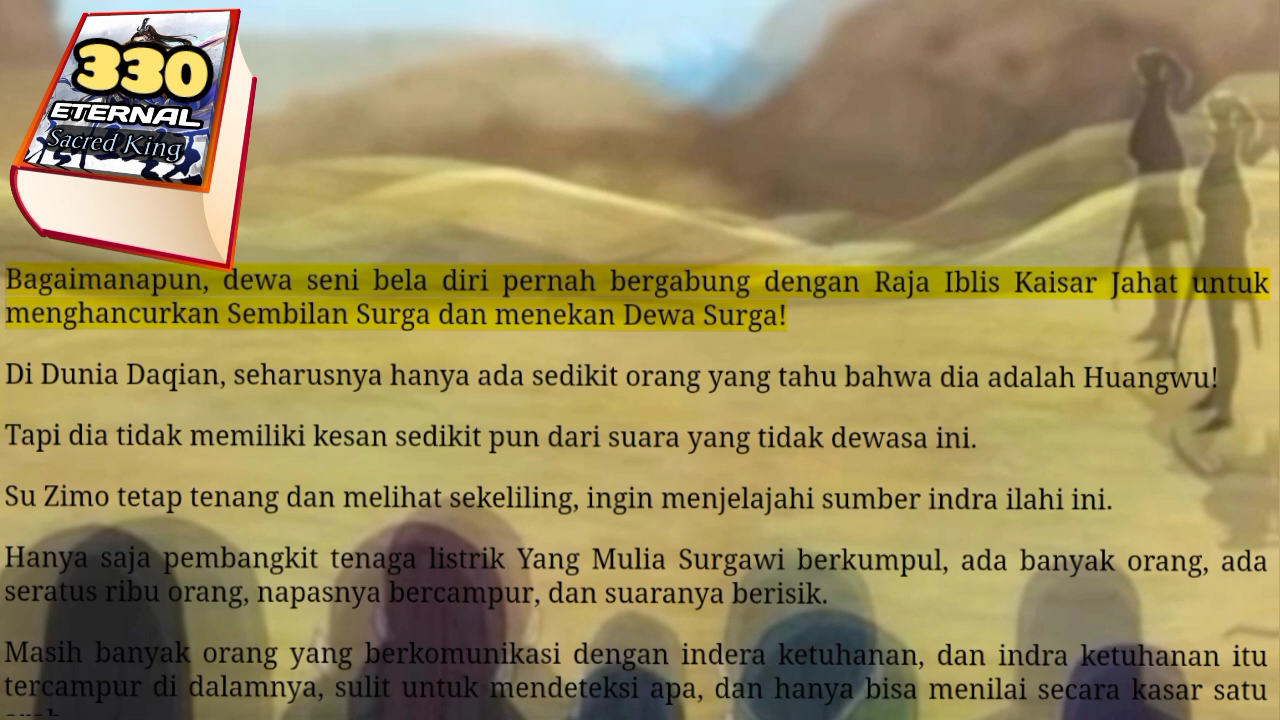 330
ETERNAL
Sacred King
Bagaimanapun, dewa seni bela diri pernah bergabung dengan Raja Iblis Kaisar Jahat untuk
menghancurkan Sembilan Surga dan menekan Dewa Surga!
Di Dunia Daqian, seharusnya hanya ada sedikit orang yang tahu bahwa dia adalah Huangwu!
Tapi dia tidak memiliki kesan sedikit pun dari suara yang tidak dewasa ini.
Su Zimo tetap tenang dan melihat sekeliling, ingin menjelajahi sumber indra ilahi ini.
Hanya saja pembangkit tenaga listrik Yang Mulia Surgawi berkumpul, ada banyak orang, ada
seratus ribu orang, napasnya bercampur, dan suaranya berisik.
Masih banyak orang yang berkomunikasi dengan indera ketuhanan, dan indra ketuhanan itu
tercampur di dalamnya, sulit untuk mendeteksi apa, dan hanya bisa menilai secara kasar satu